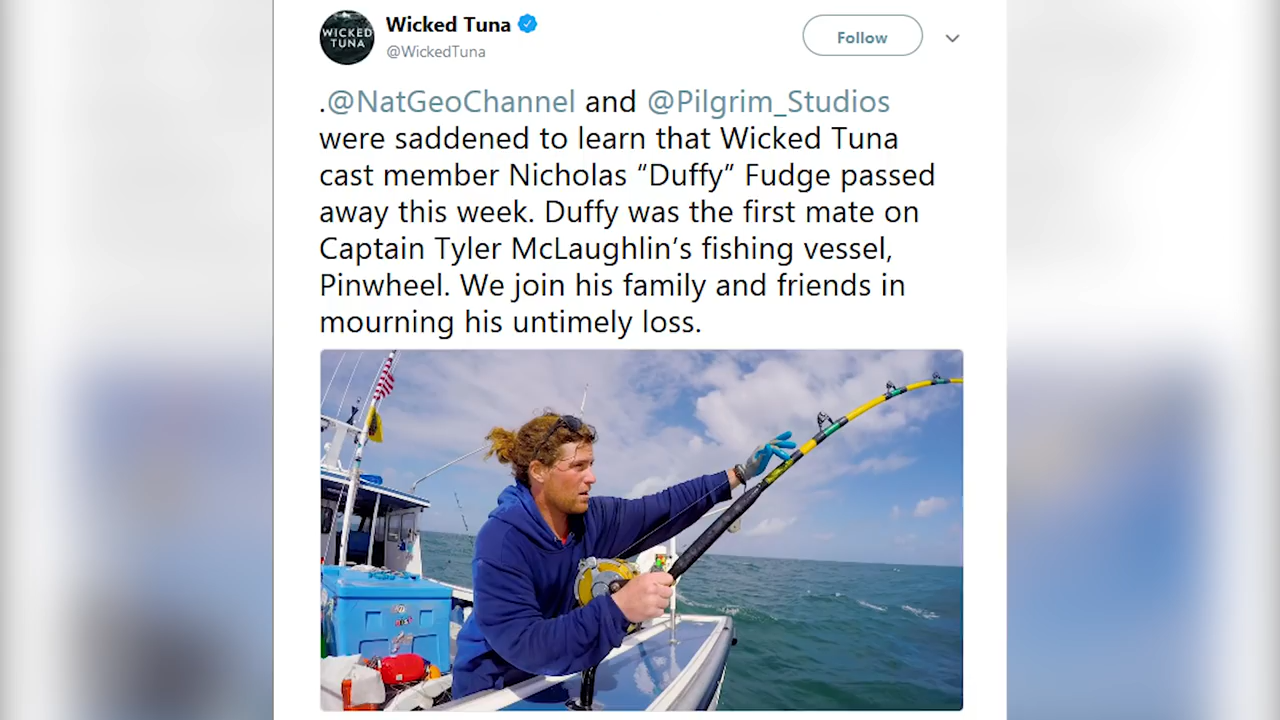 WICKED
TUNA
Wicked Tuna
@WickedTuna
Follow
.@NatGeoChannel and @Pilgrim_Studios
were saddened to learn that Wicked Tuna
cast member Nicholas “Duffy” Fudge passed
away this week. Duffy was the first mate on
Captain Tyler McLaughlin’s fishing vessel,
Pinwheel. We join his family and friends in
mourning his untimely loss.